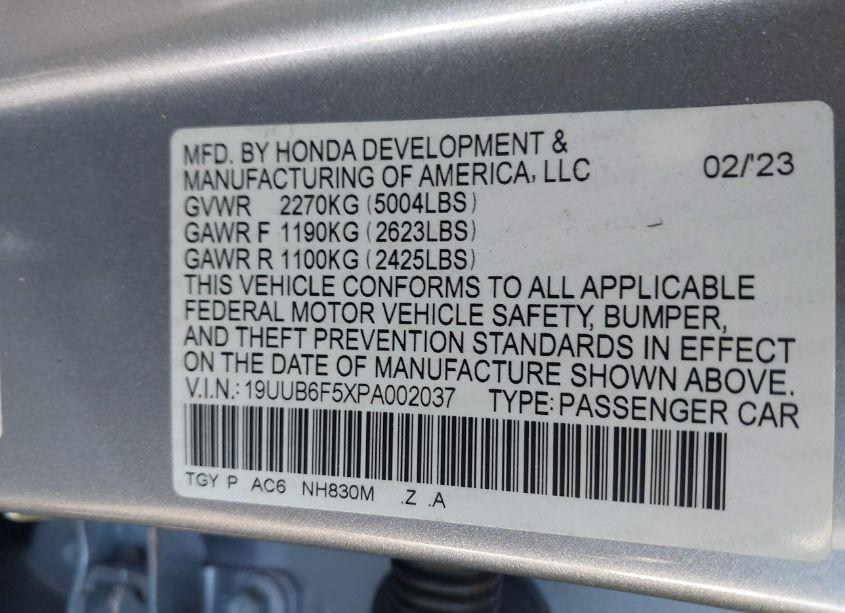 MFD. BY HONDA DEVELOPMENT &
MANUFACTURING OF AMERICA, LLC 02/'23
GVWR 2270KG (5004LBS)
GAWR F 1190KG (2623LBS)
GAWR R 1100KG (2425LBS)
THIS VEHICLE CONFORMS TO ALL APPLICABLE
FEDERAL MOTOR VEHICLE SAFETY, BUMPER,
AND THEFT PREVENTION STANDARDS IN EFFECT
ON THE DATE OF MANUFACTURE SHOWN ABOVE.
V.I.N.: 19UUB6F5XPA002037 TYPE: PASSENGER CAR
TGY P AC6 NH830M .Z .A